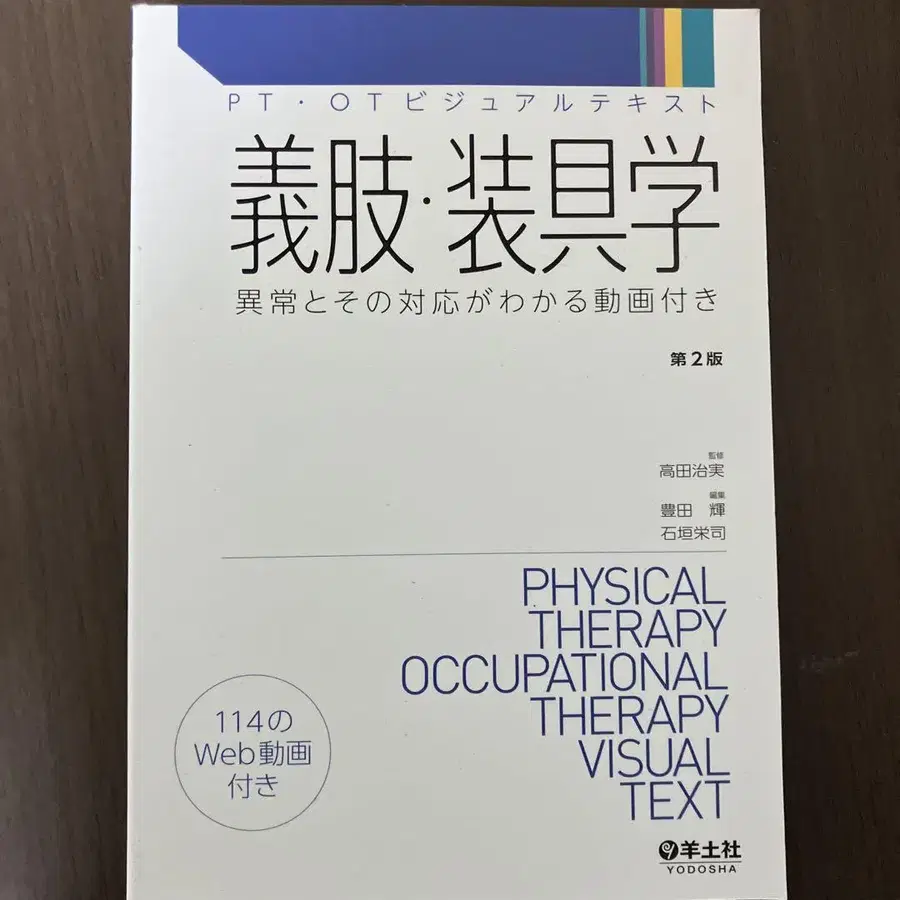 PT・OTビジュアルテキスト
義肢・装具学
異常とその対応がわかる動画付き
第2版
監修
高田治実
編集
豊田 輝
石垣栄司
PHYSICAL
THERAPY
OCCUPATIONAL
THERAPY
VISUAL
TEXT
114の
Web動画
付き
羊土社
YODOSHA